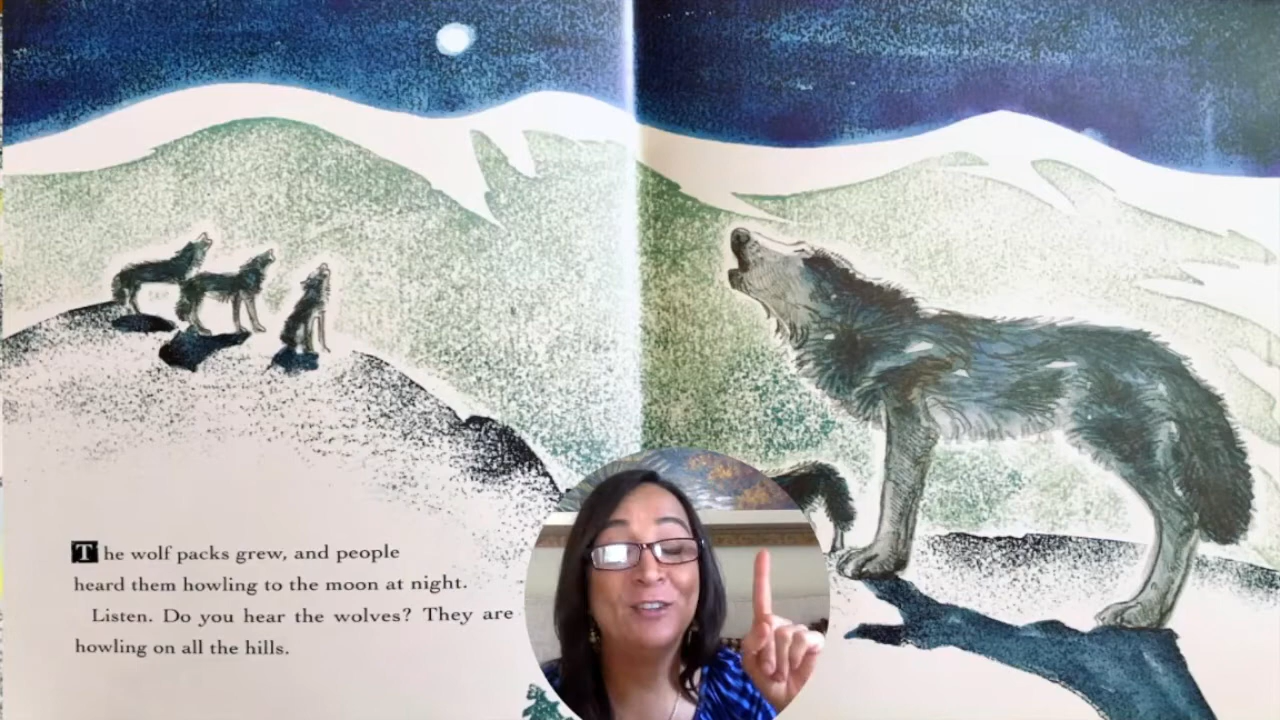 The wolf packs grew, and people
heard them howling to the moon at night.
Listen. Do you hear the wolves? They are
howling on all the hills.